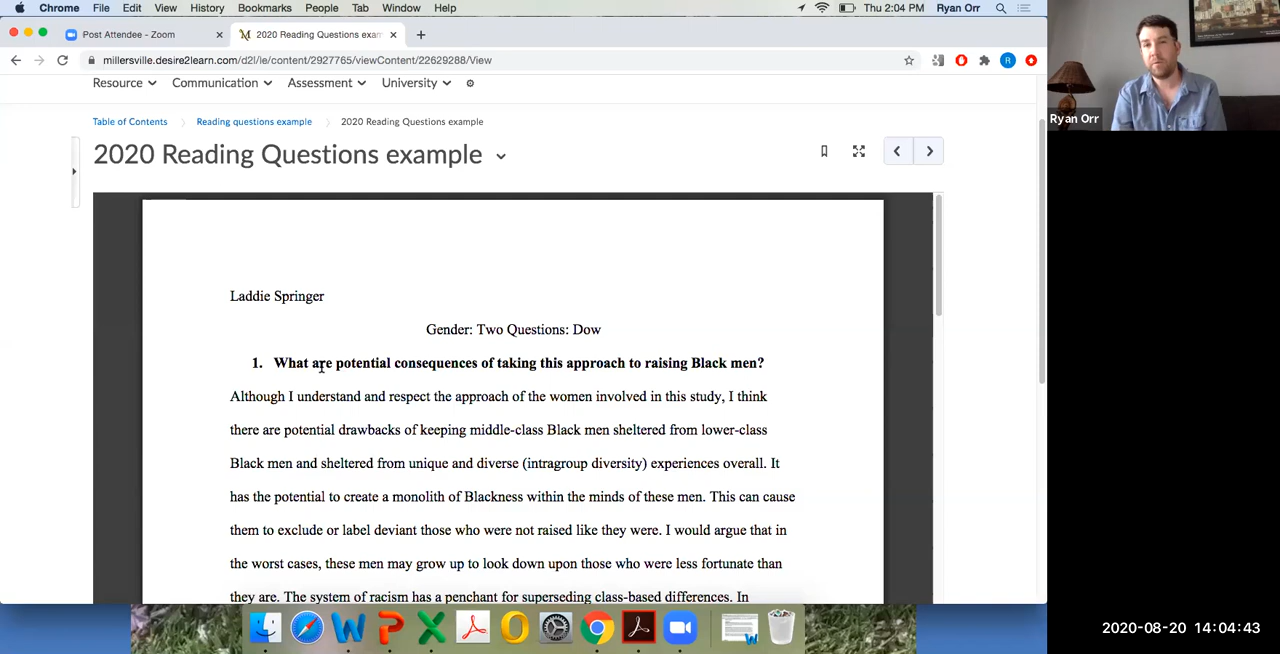 Chrome File Edit View History Bookmarks People Tab Window Help Thu 2:04 PM Ryan Orr
Post Attendee - Zoom × 2020 Reading Questions exam × +
millersville.desire2learn.com/d2l/le/content/2927765/viewContent/22629288/View R
Resource Communication Assessment University
Table of Contents Reading questions example 2020 Reading Questions example
2020 Reading Questions example
Laddie Springer
Gender: Two Questions: Dow
1. What are potential consequences of taking this approach to raising Black men?
Although I understand and respect the approach of the women involved in this study, I think
there are potential drawbacks of keeping middle-class Black men sheltered from lower-class
Black men and sheltered from unique and diverse (intragroup diversity) experiences overall. It
has the potential to create a monolith of Blackness within the minds of these men. This can cause
them to exclude or label deviant those who were not raised like they were. I would argue that in
the worst cases, these men may grow up to look down upon those who were less fortunate than
they are. The system of racism has a penchant for superseding class-based differences. In
Ryan Orr
2020-08-20 14:04:43